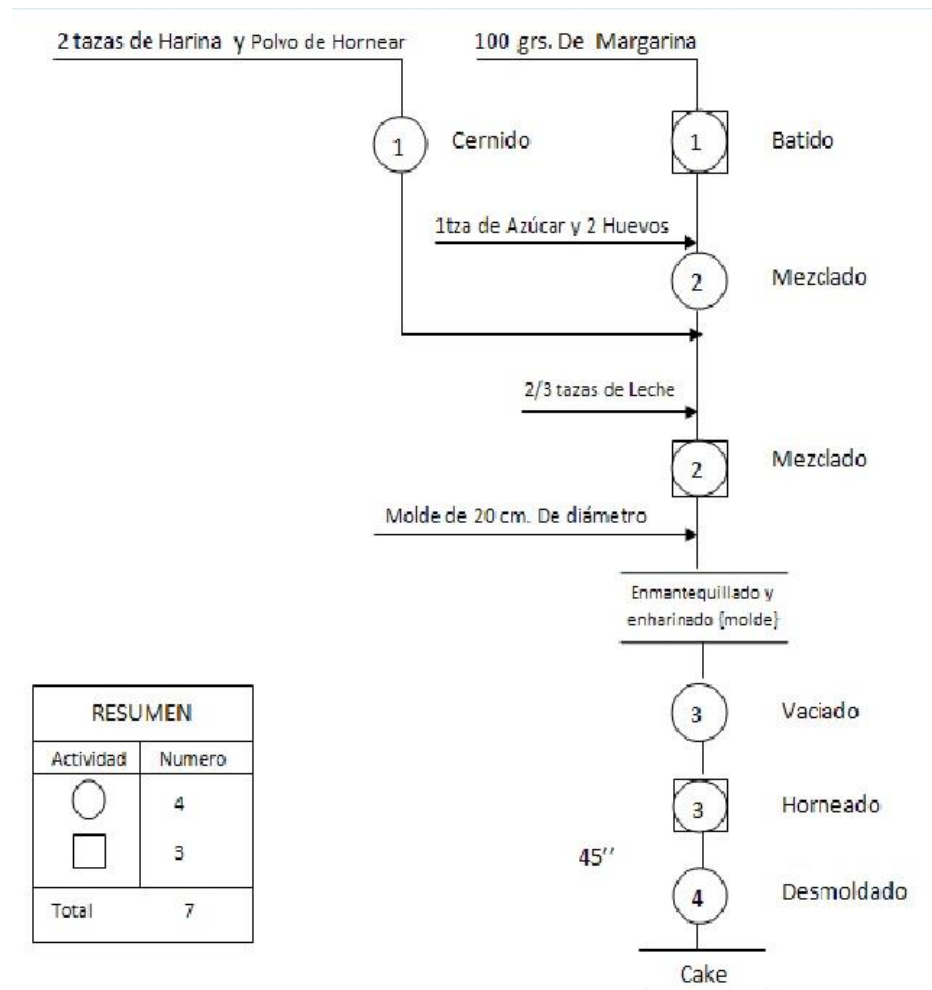 2 tazas de Harina y Polvo de Hornear
100 grs. De Margarina
1
Cernido
1
Batido
1tza de Azúcar y 2 Huevos
2
Mezclado
2/3 tazas de Leche
2
Mezclado
Molde de 20 cm. De diámetro
Enmantequillado y
enharinado (molde}
3
Vaciado
3
Horneado
45’’
4
Desmoldado
Cake
RESUMEN
Actividad Numero
4
3
Total 7